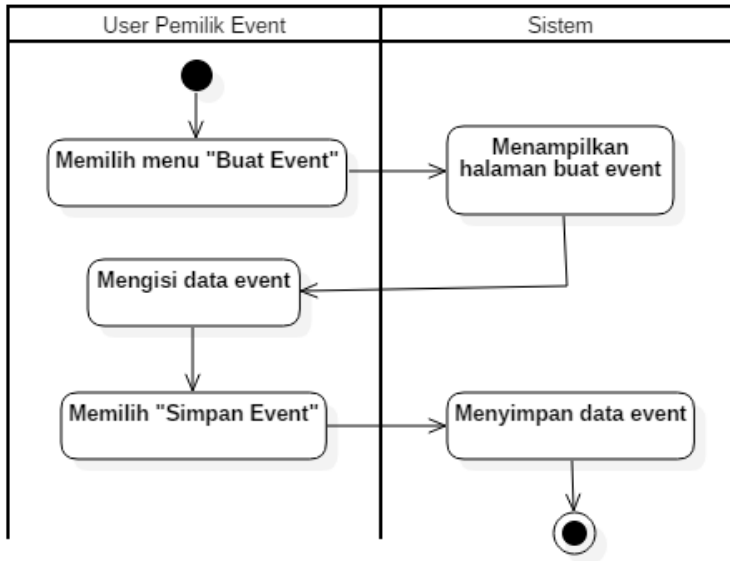 User Pemilik Event
Sistem
Memilih menu "Buat Event"
Menampilkan
halaman buat event
Mengisi data event
Memilih "Simpan Event"
Menyimpan data event